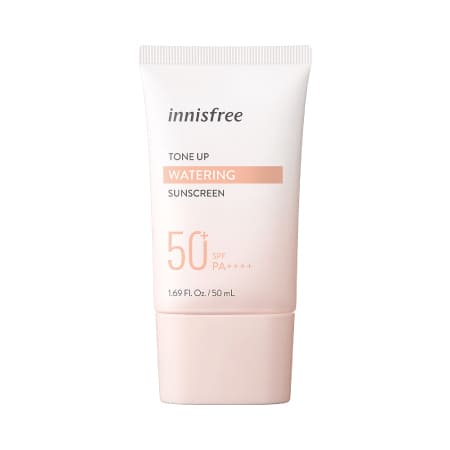 innisfree
TONE UP
WATERING
SUNSCREEN
50+ SPF
PA++++
1.69 Fl. Oz. / 50 mL